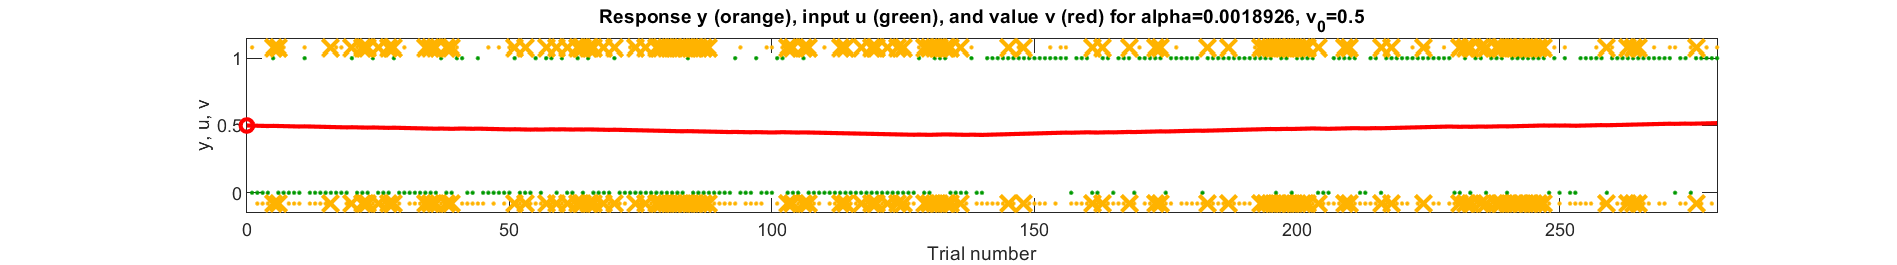 Response y (orange), input u (green), and value v (red) for alpha=0.0018926, v0=0.5
1
0.5
0
y, u, v
0 50 100 150 200 250
Trial number